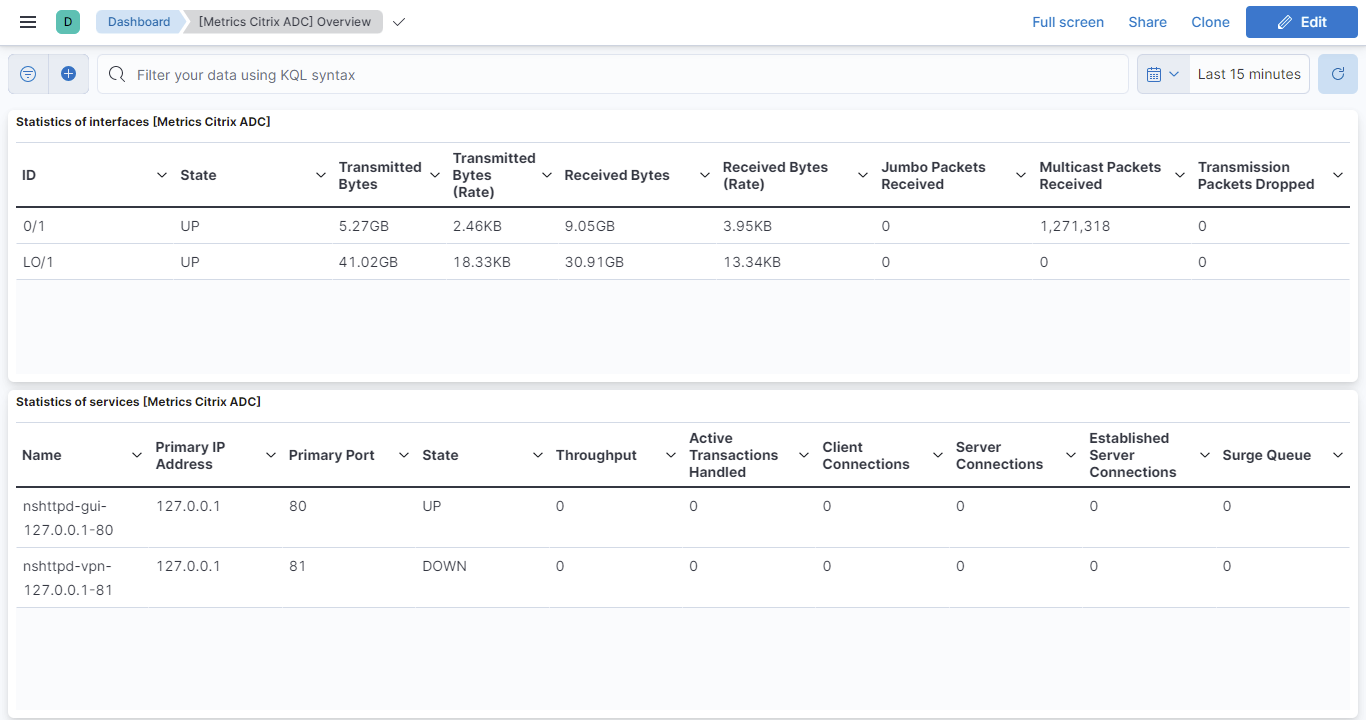 D Dashboard [Metrics Citrix ADC] Overview Full screen Share Clone Edit
Filter your data using KQL syntax Last 15 minutes
Statistics of interfaces [Metrics Citrix ADC]
ID State Transmitted Bytes Transmitted Bytes (Rate) Received Bytes Received Bytes (Rate) Jumbo Packets Received Multicast Packets Received Transmission Packets Dropped
0/1 UP 5.27GB 2.46KB 9.05GB 3.95KB 0 1,271,318 0
LO/1 UP 41.02GB 18.33KB 30.91GB 13.34KB 0 0 0
Statistics of services [Metrics Citrix ADC]
Name Primary IP Address Primary Port State Throughput Active Transactions Handled Client Connections Server Connections Established Server Connections Surge Queue
nshttpd-gui- 127.0.0.1 80 UP 0 0 0 0 0 0
127.0.0.1-80
nshttpd-vpn- 127.0.0.1 81 DOWN 0 0 0 0 0 0
127.0.0.1-81